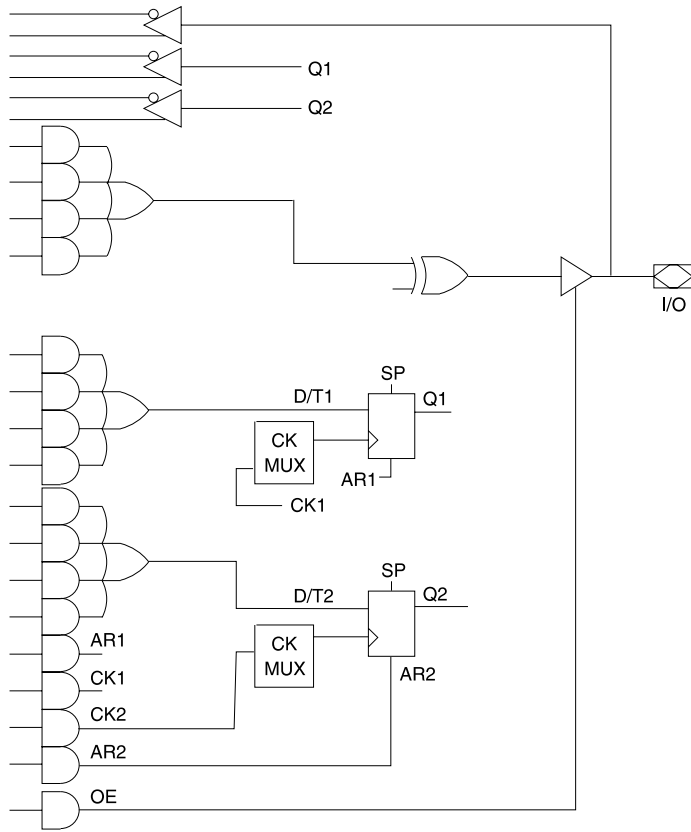 Q1
Q2
I/O
SP
D/T1
Q1
CK
MUX
AR1
CK1
SP
D/T2
Q2
AR1
CK
MUX
AR2
CK1
CK2
AR2
OE